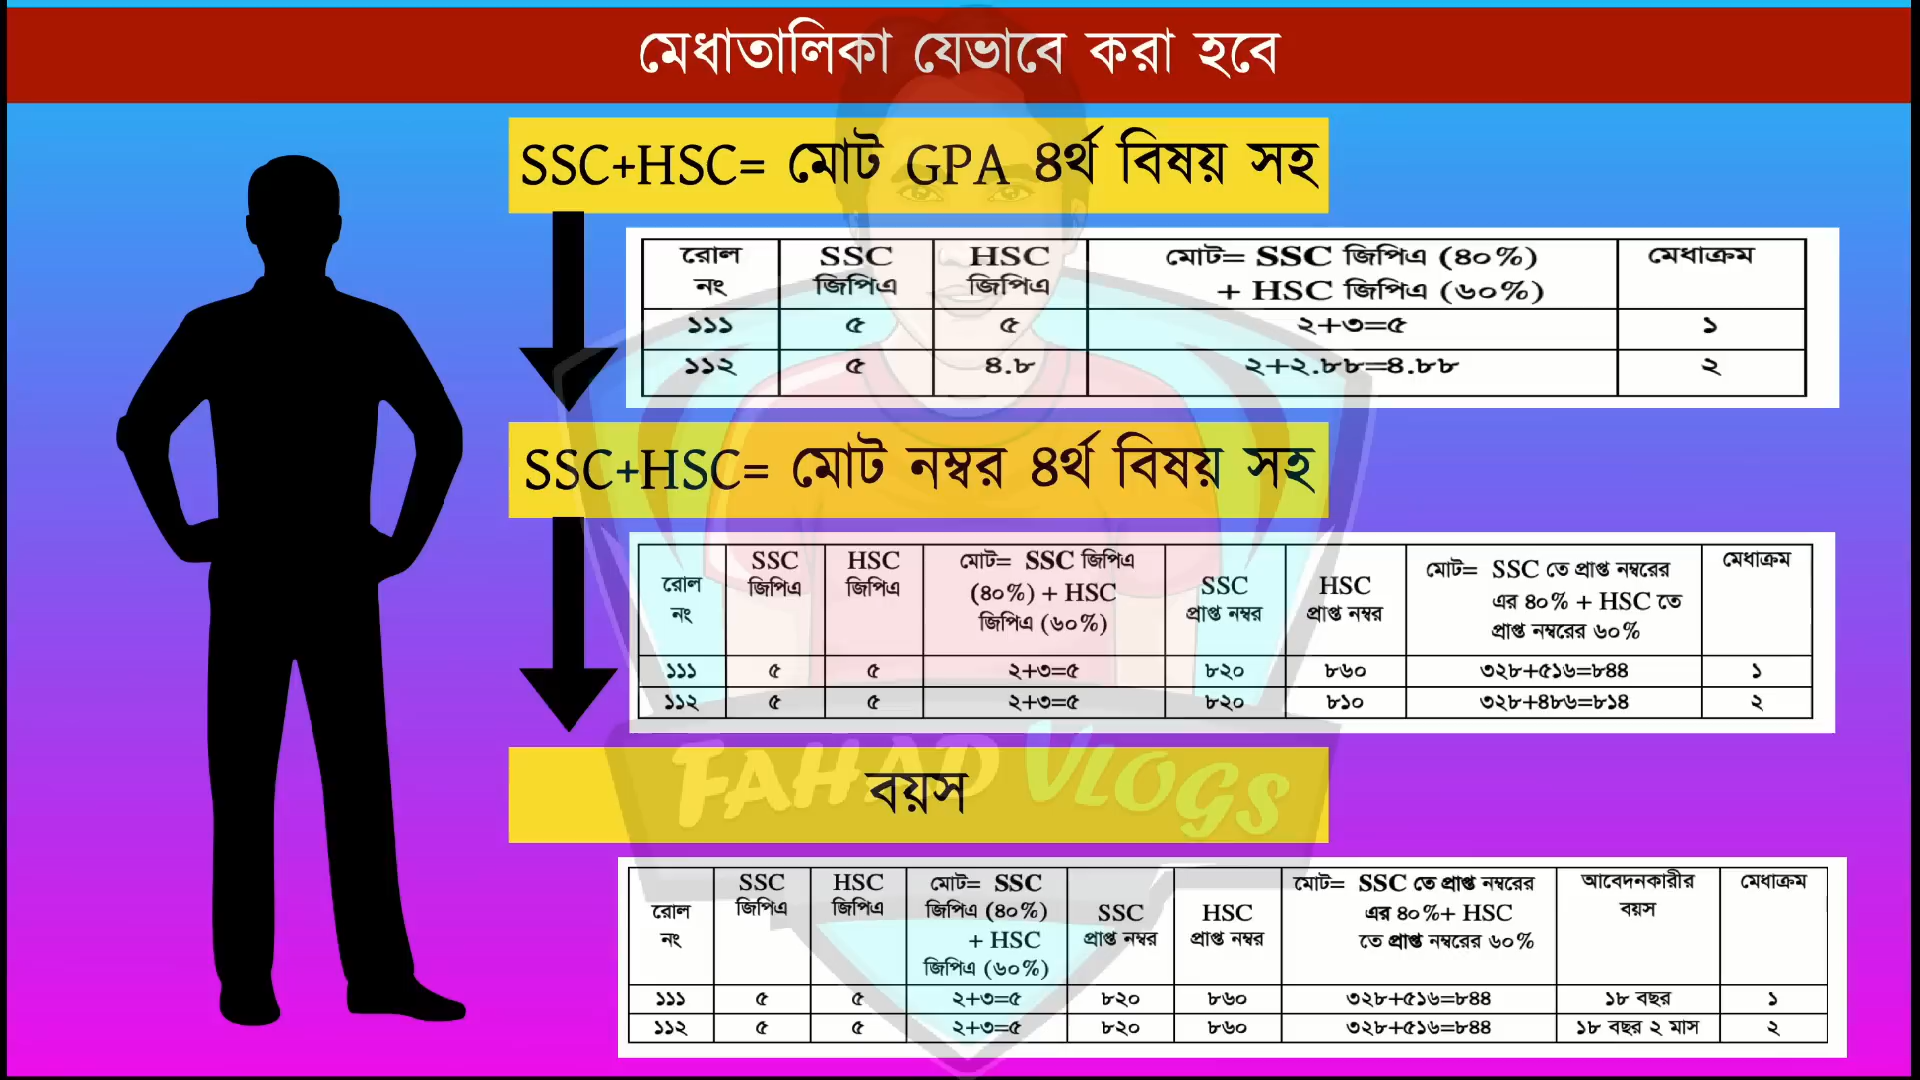 মেধাতালিকা যেভাবে করা হবে
SSC+HSC= মোট GPA ৪র্থ বিষয় সহ
রোল নং SSC জিপিএ HSC জিপিএ মোট= SSC জিপিএ (৪০%) + HSC জিপিএ (৬০%) মেধাক্রম
১১১ ৫ ৫ ২+৩=৫ ১
১১২ ৫ ৪.৮ ২+২.৮৮=৪.৮৮ ২
SSC+HSC= মোট নম্বর ৪র্থ বিষয় সহ
রোল নং SSC জিপিএ HSC জিপিএ মোট= SSC জিপিএ (৪০%) + HSC জিপিএ (৬০%) SSC প্রাপ্ত নম্বর HSC প্রাপ্ত নম্বর মোট= SSC তে প্রাপ্ত নম্বরের এর ৪০% + HSC তে প্রাপ্ত নম্বরের ৬০% মেধাক্রম
১১১ ৫ ৫ ২+৩=৫ ৮২০ ৮৬০ ৩২৮+৫১৬=৮৪৪ ১
১১২ ৫ ৫ ২+৩=৫ ৮২০ ৮১০ ৩২৮+৪৮৬=৮১৪ ২
FAHAD VLOGS
বয়স
রোল নং SSC জিপিএ HSC জিপিএ মোট= SSC জিপিএ (৪০%) + HSC জিপিএ (৬০%) SSC প্রাপ্ত নম্বর HSC প্রাপ্ত নম্বর মোট= SSC তে প্রাপ্ত নম্বরের এর ৪০%+ HSC তে প্রাপ্ত নম্বরের ৬০% আবেদনকারীর বয়স মেধাক্রম
১১১ ৫ ৫ ২+৩=৫ ৮২০ ৮৬০ ৩২৮+৫১৬=৮৪৪ ১৮ বছর ১
১১২ ৫ ৫ ২+৩=৫ ৮২০ ৮৬০ ৩২৮+৫১৬=৮৪৪ ১৮ বছর ২ মাস ২